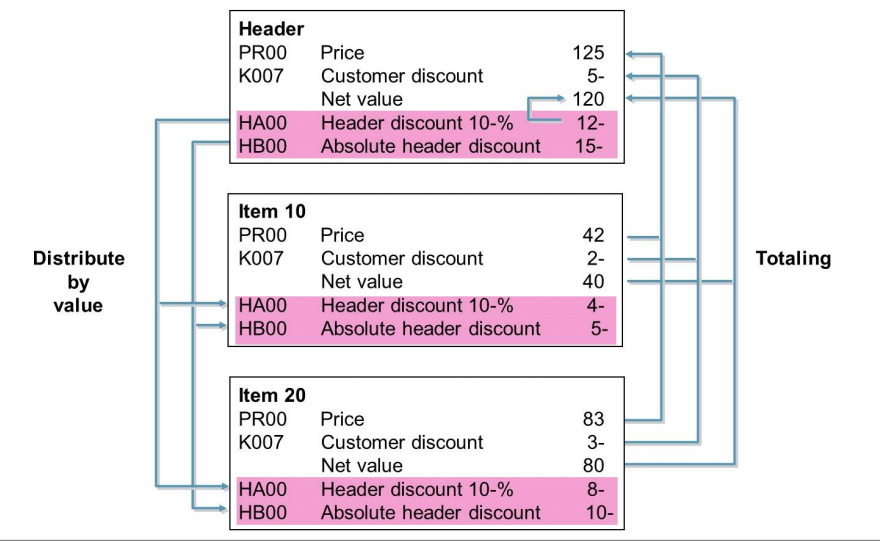 Header
PR00 Price 125
K007 Customer discount 5-
Net value 120
HA00 Header discount 10-% 12-
HB00 Absolute header discount 15-
Distribute
by
value
Item 10
PR00 Price 42
K007 Customer discount 2-
Net value 40
HA00 Header discount 10-% 4-
HB00 Absolute header discount 5-
Totaling
Item 20
PR00 Price 83
K007 Customer discount 3-
Net value 80
HA00 Header discount 10-% 8-
HB00 Absolute header discount 10-